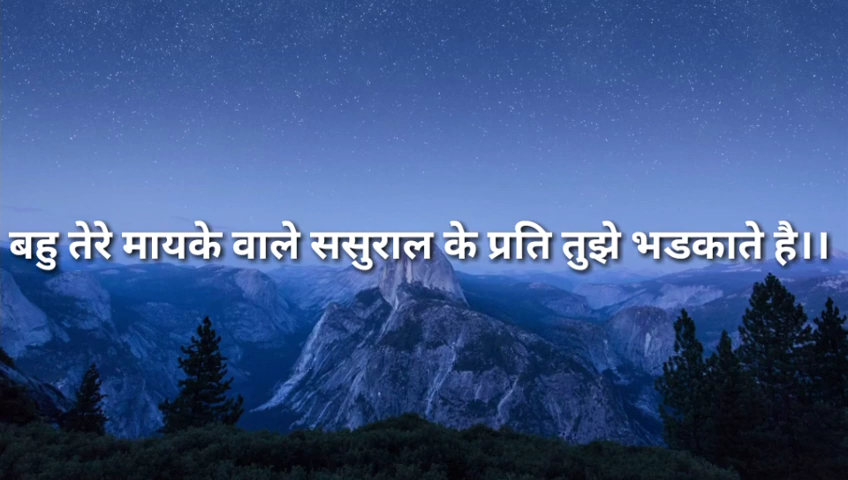 बहु तेरे मायके वाले ससुराल के प्रति तुझे भडकाते है।।